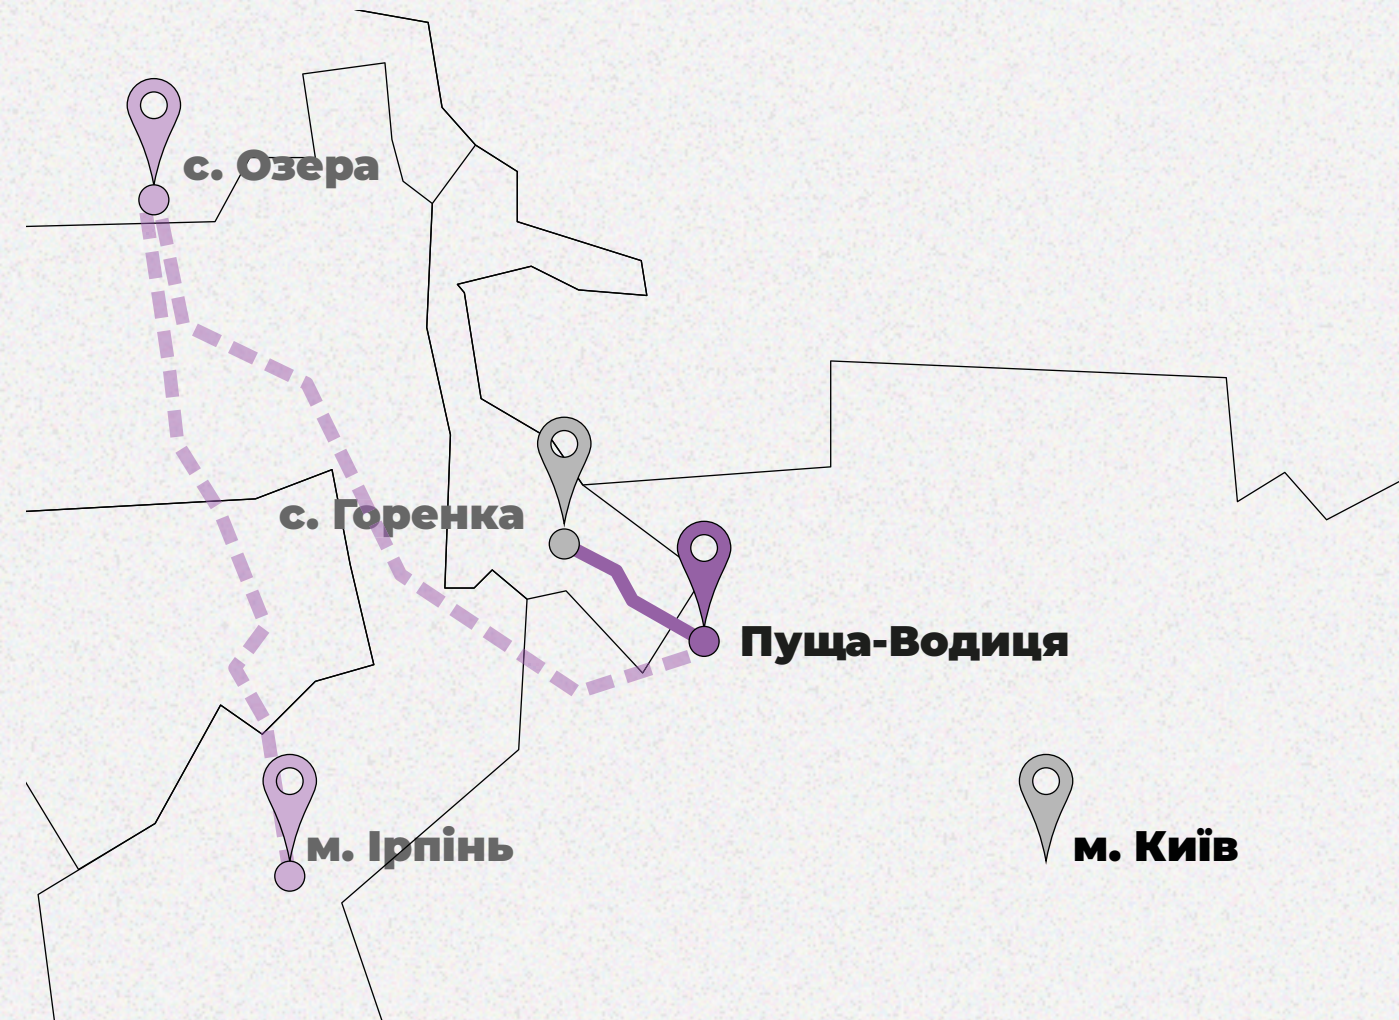 с. Озера
с. Горенка
Пуща-Водиця
м. Ірпінь
м. Київ